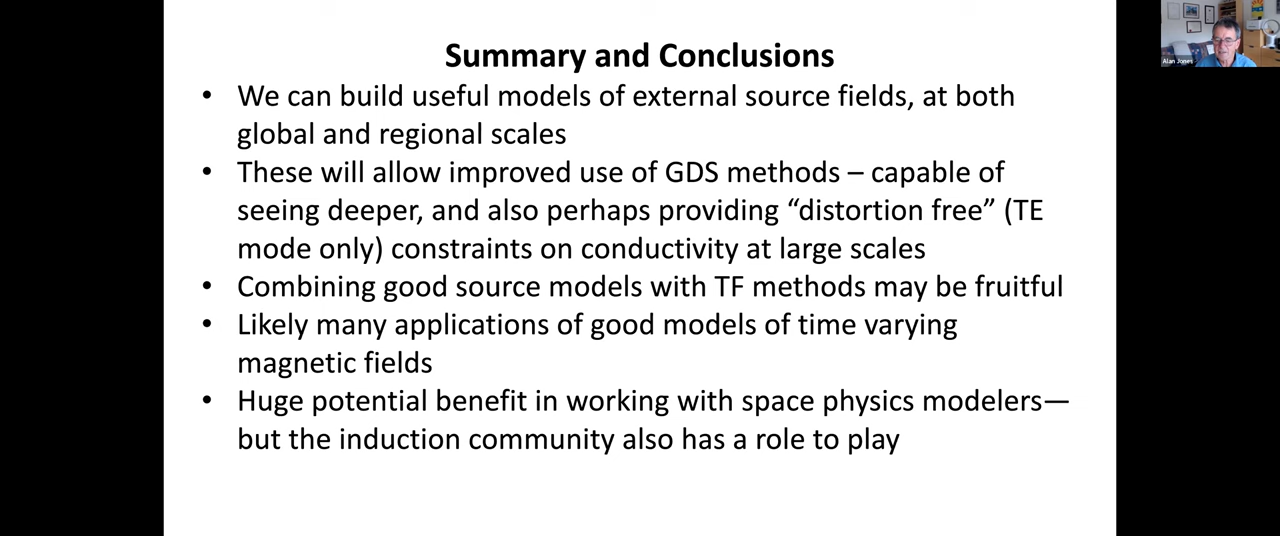 Summary and Conclusions
• We can build useful models of external source fields, at both
global and regional scales
• These will allow improved use of GDS methods – capable of
seeing deeper, and also perhaps providing “distortion free” (TE
mode only) constraints on conductivity at large scales
• Combining good source models with TF methods may be fruitful
• Likely many applications of good models of time varying
magnetic fields
• Huge potential benefit in working with space physics modelers—
but the induction community also has a role to play
Alan Jones